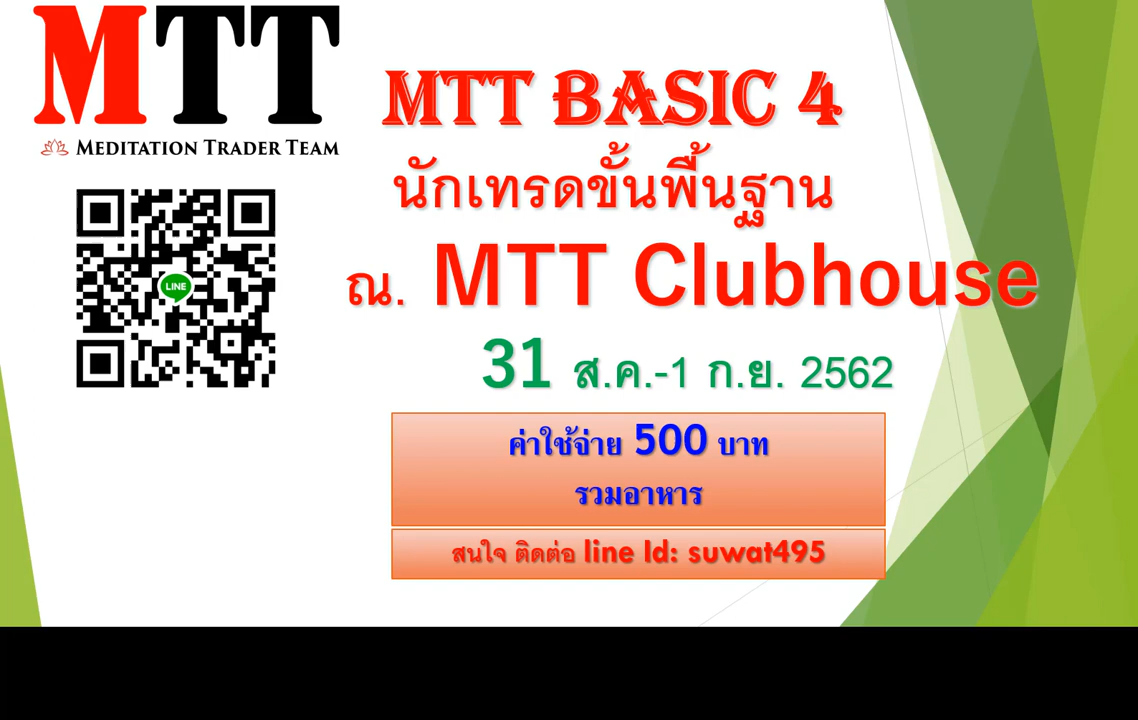 MTT
MEDITATION TRADER TEAM
LINE
MTT BASIC 4
นักเทรดขั้นพื้นฐาน
ณ. MTT Clubhouse
31 ส.ค.-1 ก.ย. 2562
ค่าใช้จ่าย 500 บาท
รวมอาหาร
สนใจ ติดต่อ line Id: suwat495